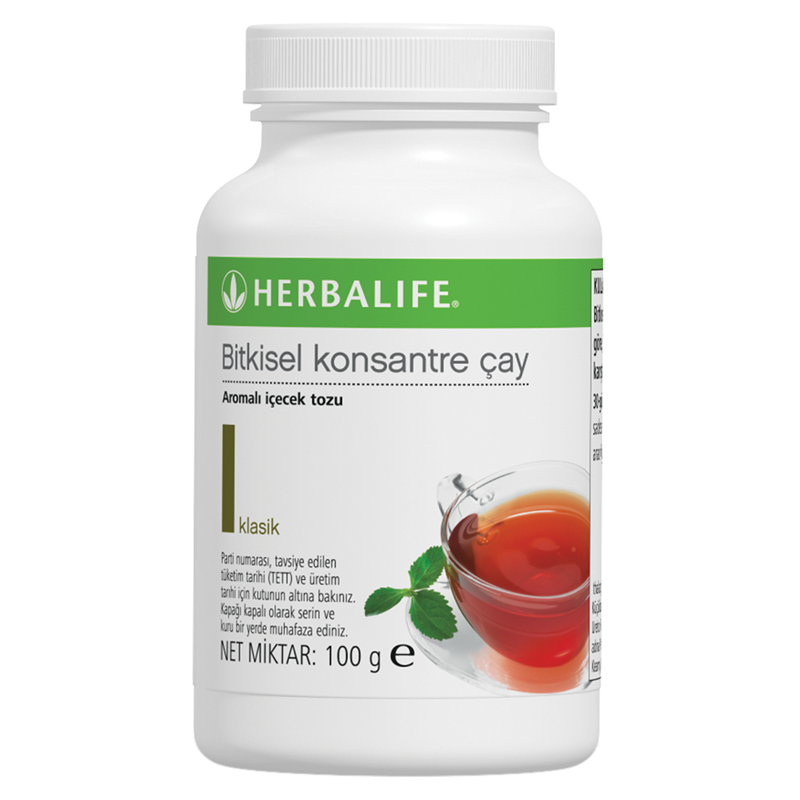 HERBALIFE®
Bitkisel konsantre çay
Aromalı içecek tozu
klasik
Parti numarası, tavsiye edilen
tüketim tarihi (TETT) ve üretim
tarihi için kutunun altına bakınız.
Kapağı kapalı olarak serin ve
kuru bir yerde muhafaza ediniz.
NET MİKTAR: 100 g ℮